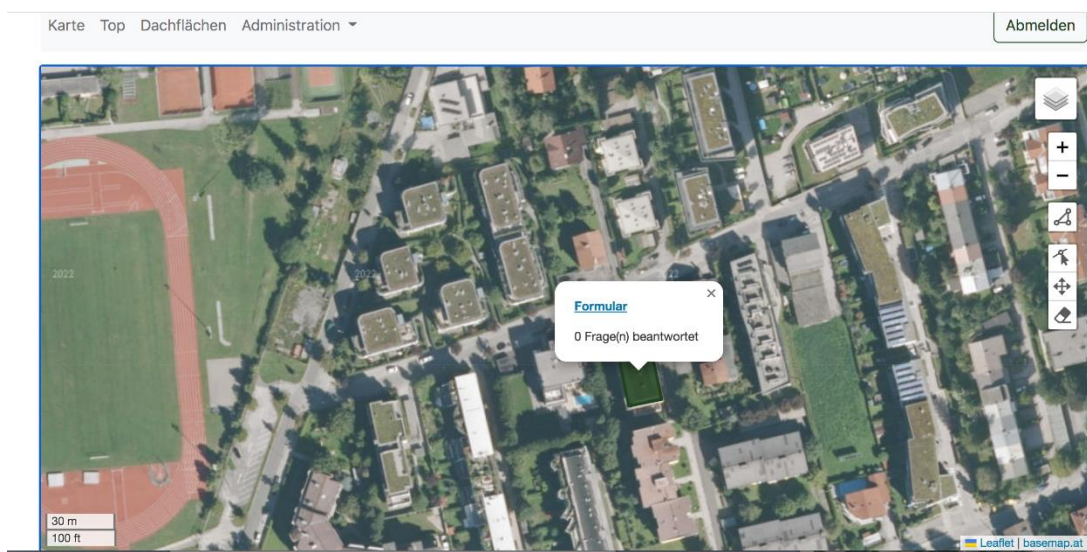 Karte Top Dachflächen Administration
Abmelden
+
−
2022
2022
Formular
×
0 Frage(n) beantwortet
30 m
100 ft
Leaflet | basemap.at